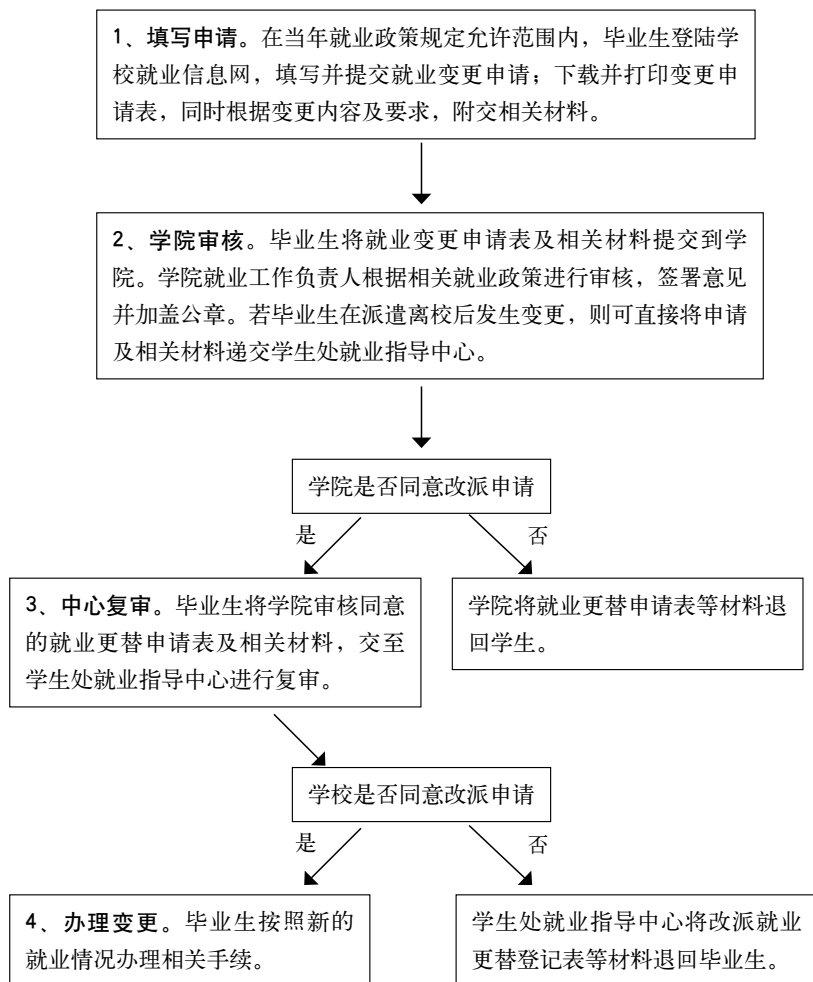 1、填写申请。在当年就业政策规定允许范围内，毕业生登陆学
校就业信息网，填写并提交就业变更申请；下载并打印变更申
请表，同时根据变更内容及要求，附交相关材料。
2、学院审核。毕业生将就业变更申请表及相关材料提交到学
院。学院就业工作负责人根据相关就业政策进行审核，签署意见
并加盖公章。若毕业生在派遣离校后发生变更，则可直接将申请
及相关材料递交学生处就业指导中心。
学院是否同意改派申请
是
否
3、中心复审。毕业生将学院审核同意
的就业更替申请表及相关材料，交至
学生处就业指导中心进行复审。
学院将就业更替申请表等材料退
回学生。
学校是否同意改派申请
是
否
4、办理变更。毕业生按照新的
就业情况办理相关手续。
学生处就业指导中心将改派就业
更替登记表等材料退回毕业生。